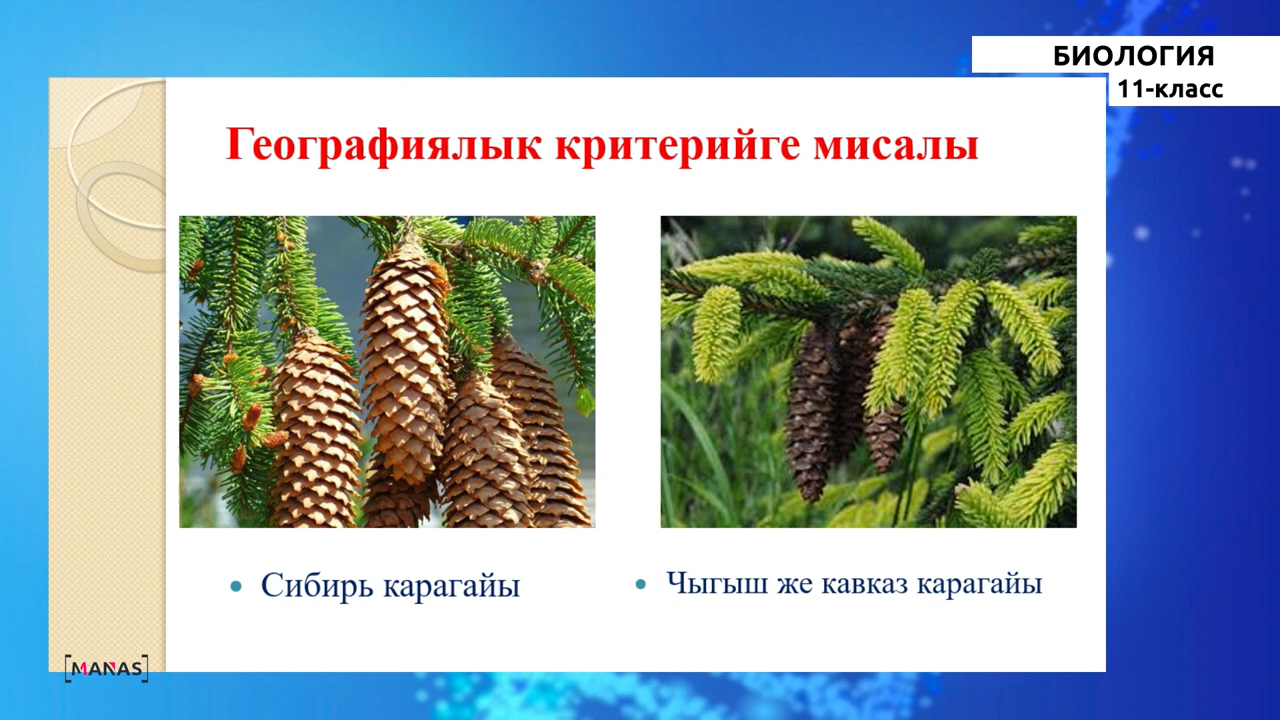 БИОЛОГИЯ
11-класс
Географиялык критерийге мисалы
Сибирь карагайы
Чыгыш же кавказ карагайы
[MANAS]